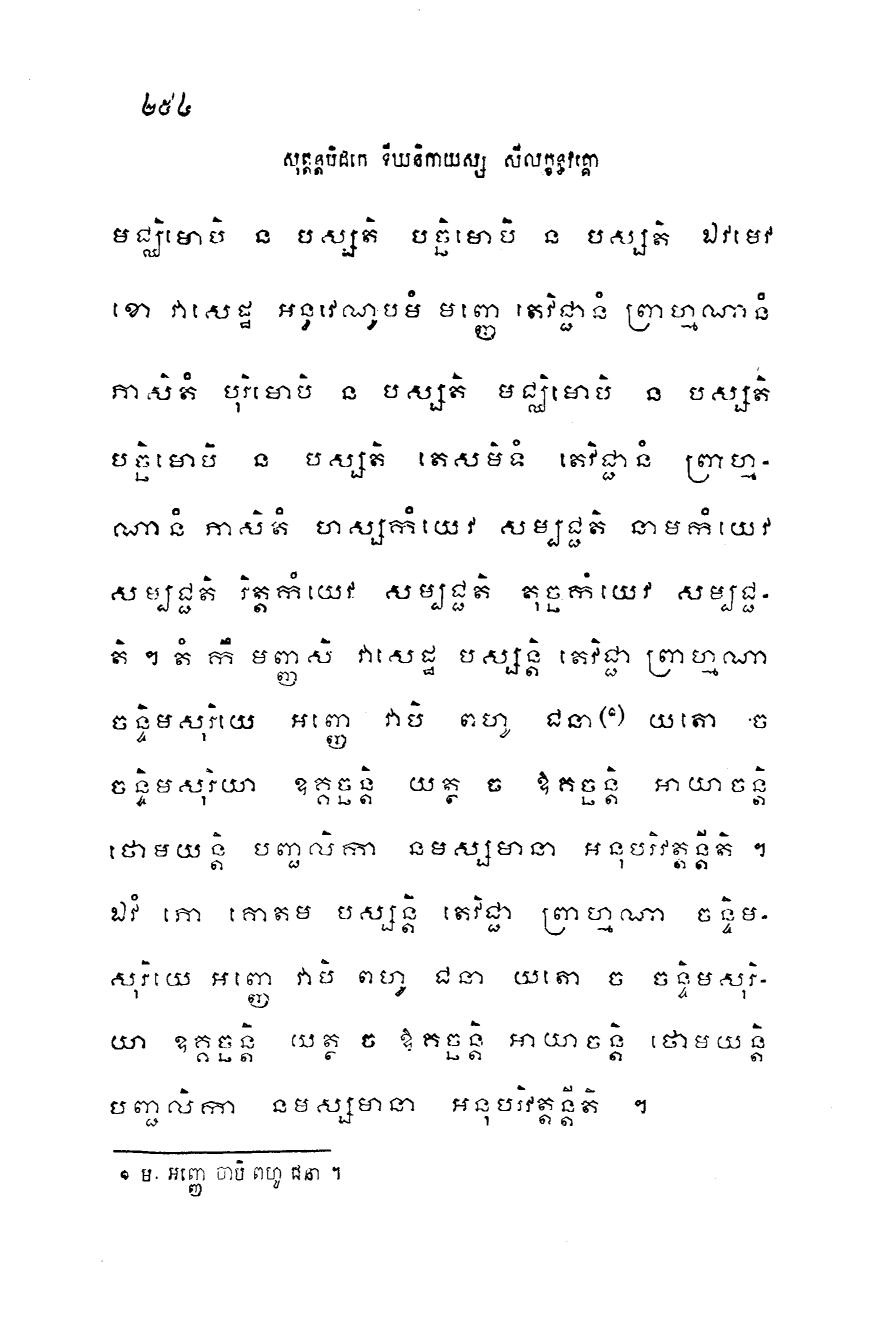 ២៥៤
សុត្តន្តបិដកេ ទីឃនិកាយស្ស សីលក្ខន្ធវគ្គោ
មជ្ឈិមោបិ ន បស្សតិ បច្ឆិមោបិ ន បស្សតិ ឯវមេវ
ខោ វាសេដ្ឋ អន្ធវេណូបមំ មញ្ញេ តេវិជ្ជានំ ព្រាហ្មណានំ
ភាសិតំ បុរិមោបិ ន បស្សតិ មជ្ឈិមោបិ ន បស្សតិ
បច្ឆិមោបិ ន បស្សតិ តេសមិទំ តេវិជ្ជានំ ព្រាហ្ម-
ណានំ ភាសិតំ ហស្សកំយេវ សម្បជ្ជតិ នាមកំយេវ
សម្បជ្ជតិ រិត្តកំយេវ សម្បជ្ជតិ តុច្ឆកំយេវ សម្បជ្ជ-
តិ ។ តំ កឹ មញ្ញសិ វាសេដ្ឋ បស្សន្តិ តេវិជ្ជា ព្រាហ្មណា
ចន្ទិមសុរិយេ អញ្ញេ វាបិ ពហូ ជនា(១) យតោ ច
ចន្ទិមសុរិយា ឧគ្គច្ឆន្តិ យត្ថ ច ឱគច្ឆន្តិ អាយាចន្តិ
ថោមយន្តិ បញ្ជលិកា នមស្សមានា អនុបរិវត្តន្តីតិ ។
ឯវំ ភោ គោតម បស្សន្តិ តេវិជ្ជា ព្រាហ្មណា ចន្ទិម-
សុរិយេ អញ្ញេ វាបិ ពហូ ជនា យតោ ច ចន្ទិមសុរិ-
យា ឧគ្គច្ឆន្តិ យត្ថ ច ឱគច្ឆន្តិ អាយាចន្តិ ថោមយន្តិ
បញ្ជលិកា នមស្សមានា អនុបរិវត្តន្តីតិ ។
១ ម. អញ្ញេ ចាបិ ពហូ ជនា ។